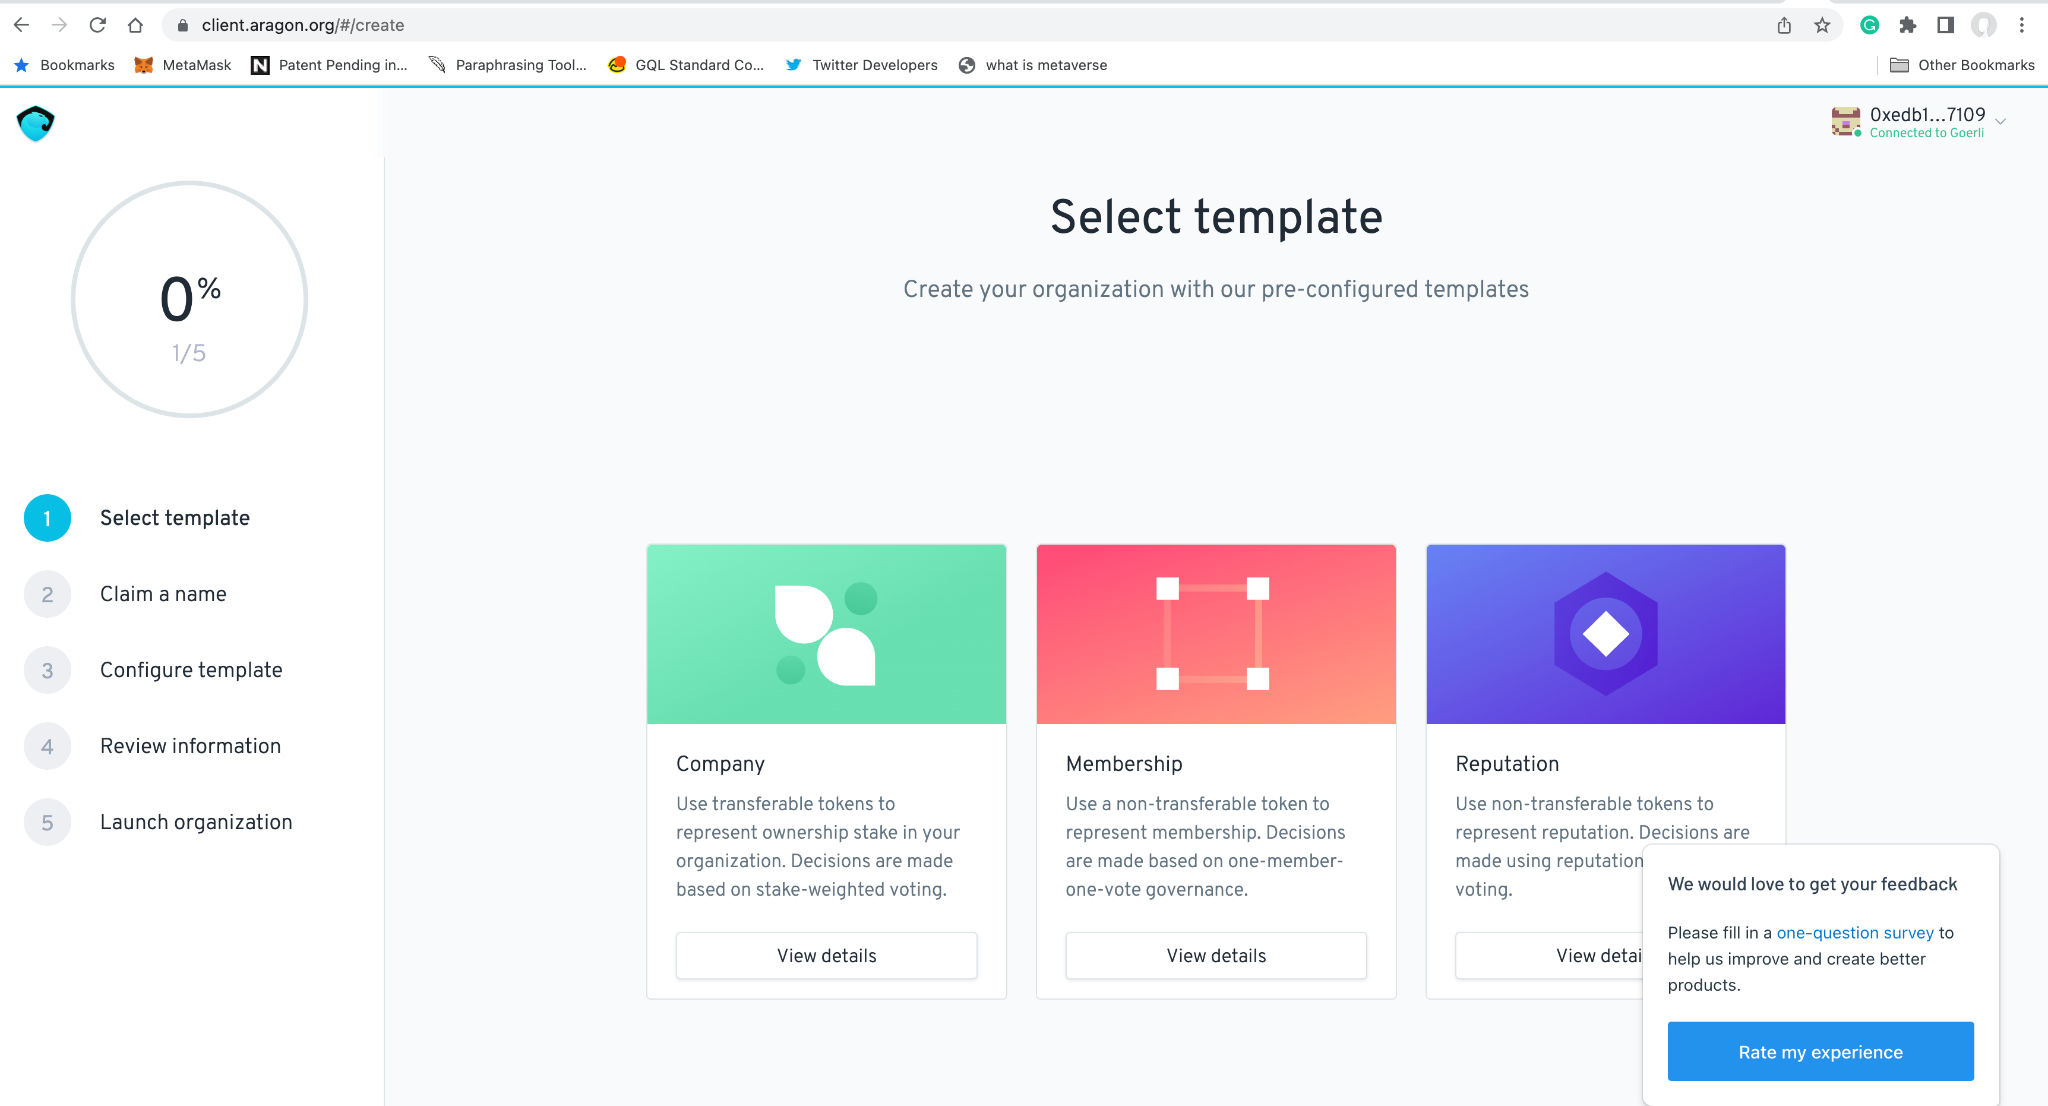 client.aragon.org/#/create
Bookmarks
MetaMask
Patent Pending in...
Paraphrasing Tool...
GQL Standard Co...
Twitter Developers
what is metaverse
Other Bookmarks
0xedb1...7109
Connected to Goerli
0%
1/5
1 Select template
2 Claim a name
3 Configure template
4 Review information
5 Launch organization
Select template
Create your organization with our pre-configured templates
Company
Use transferable tokens to
represent ownership stake in your
organization. Decisions are made
based on stake-weighted voting.
View details
Membership
Use a non-transferable token to
represent membership. Decisions
are made based on one-member-
one-vote governance.
View details
Reputation
Use non-transferable tokens to
represent reputation. Decisions are
made using reputation
voting.
View detai
We would love to get your feedback
Please fill in a one-question survey to
help us improve and create better
products.
Rate my experience